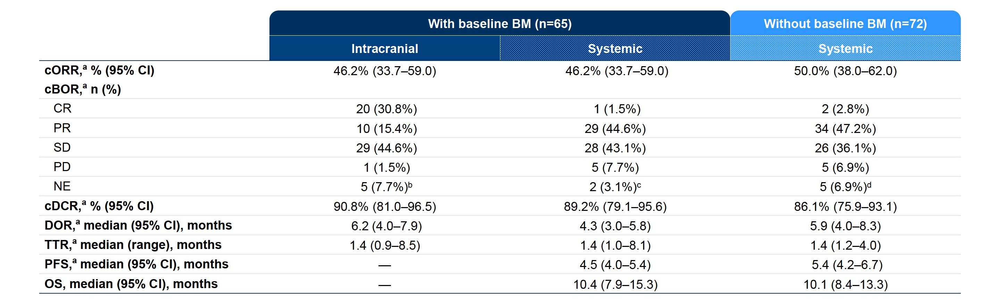 With baseline BM (n=65) Without baseline BM (n=72)
Intracranial Systemic Systemic
cORR,ᵃ % (95% CI) 46.2% (33.7–59.0) 46.2% (33.7–59.0) 50.0% (38.0–62.0)
cBOR,ᵃ n (%)
CR 20 (30.8%) 1 (1.5%) 2 (2.8%)
PR 10 (15.4%) 29 (44.6%) 34 (47.2%)
SD 29 (44.6%) 28 (43.1%) 26 (36.1%)
PD 1 (1.5%) 5 (7.7%) 5 (6.9%)
NE 5 (7.7%)ᵇ 2 (3.1%)ᶜ 5 (6.9%)ᵈ
cDCR,ᵃ % (95% CI) 90.8% (81.0–96.5) 89.2% (79.1–95.6) 86.1% (75.9–93.1)
DOR,ᵃ median (95% CI), months 6.2 (4.0–7.9) 4.3 (3.0–5.8) 5.9 (4.0–8.3)
TTR,ᵃ median (range), months 1.4 (0.9–8.5) 1.4 (1.0–8.1) 1.4 (1.2–4.0)
PFS,ᵃ median (95% CI), months — 4.5 (4.0–5.4) 5.4 (4.2–6.7)
OS, median (95% CI), months — 10.4 (7.9–15.3) 10.1 (8.4–13.3)